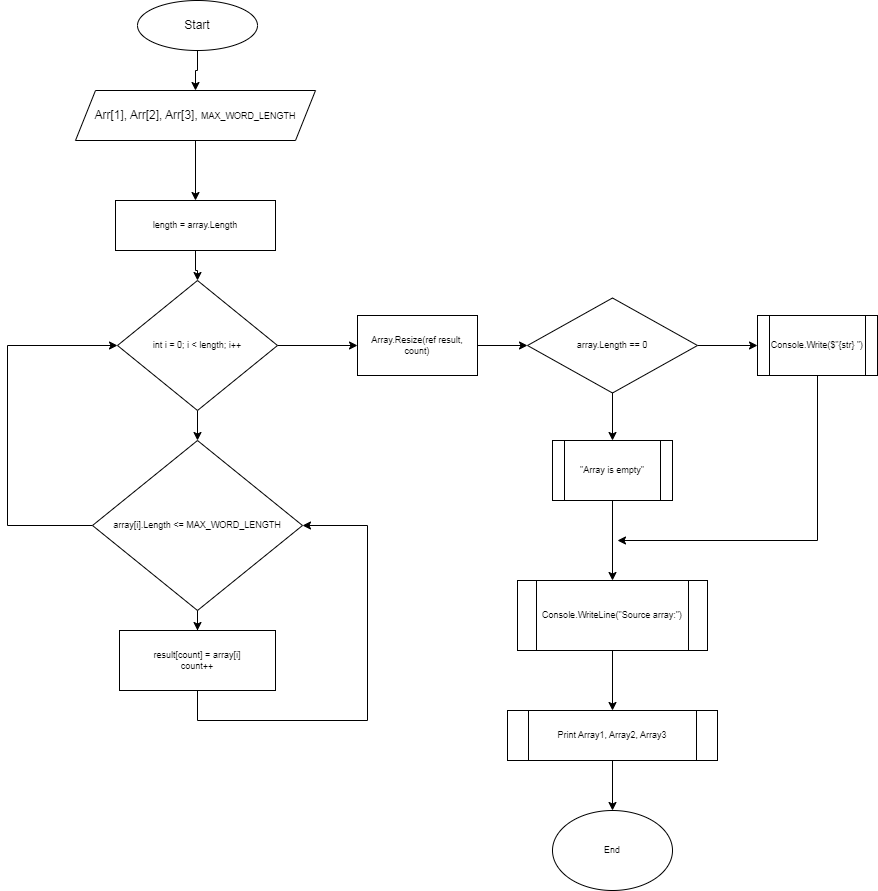 Start
Arr[1], Arr[2], Arr[3], MAX_WORD_LENGTH
length = array.Length
int i = 0; i < length; i++
Array.Resize(ref result,
count)
array.Length == 0
Console.Write($"{str} ")
array[i].Length <= MAX_WORD_LENGTH
"Array is empty"
result[count] = array[i]
count++
Console.WriteLine("Source array:")
Print Array1, Array2, Array3
End